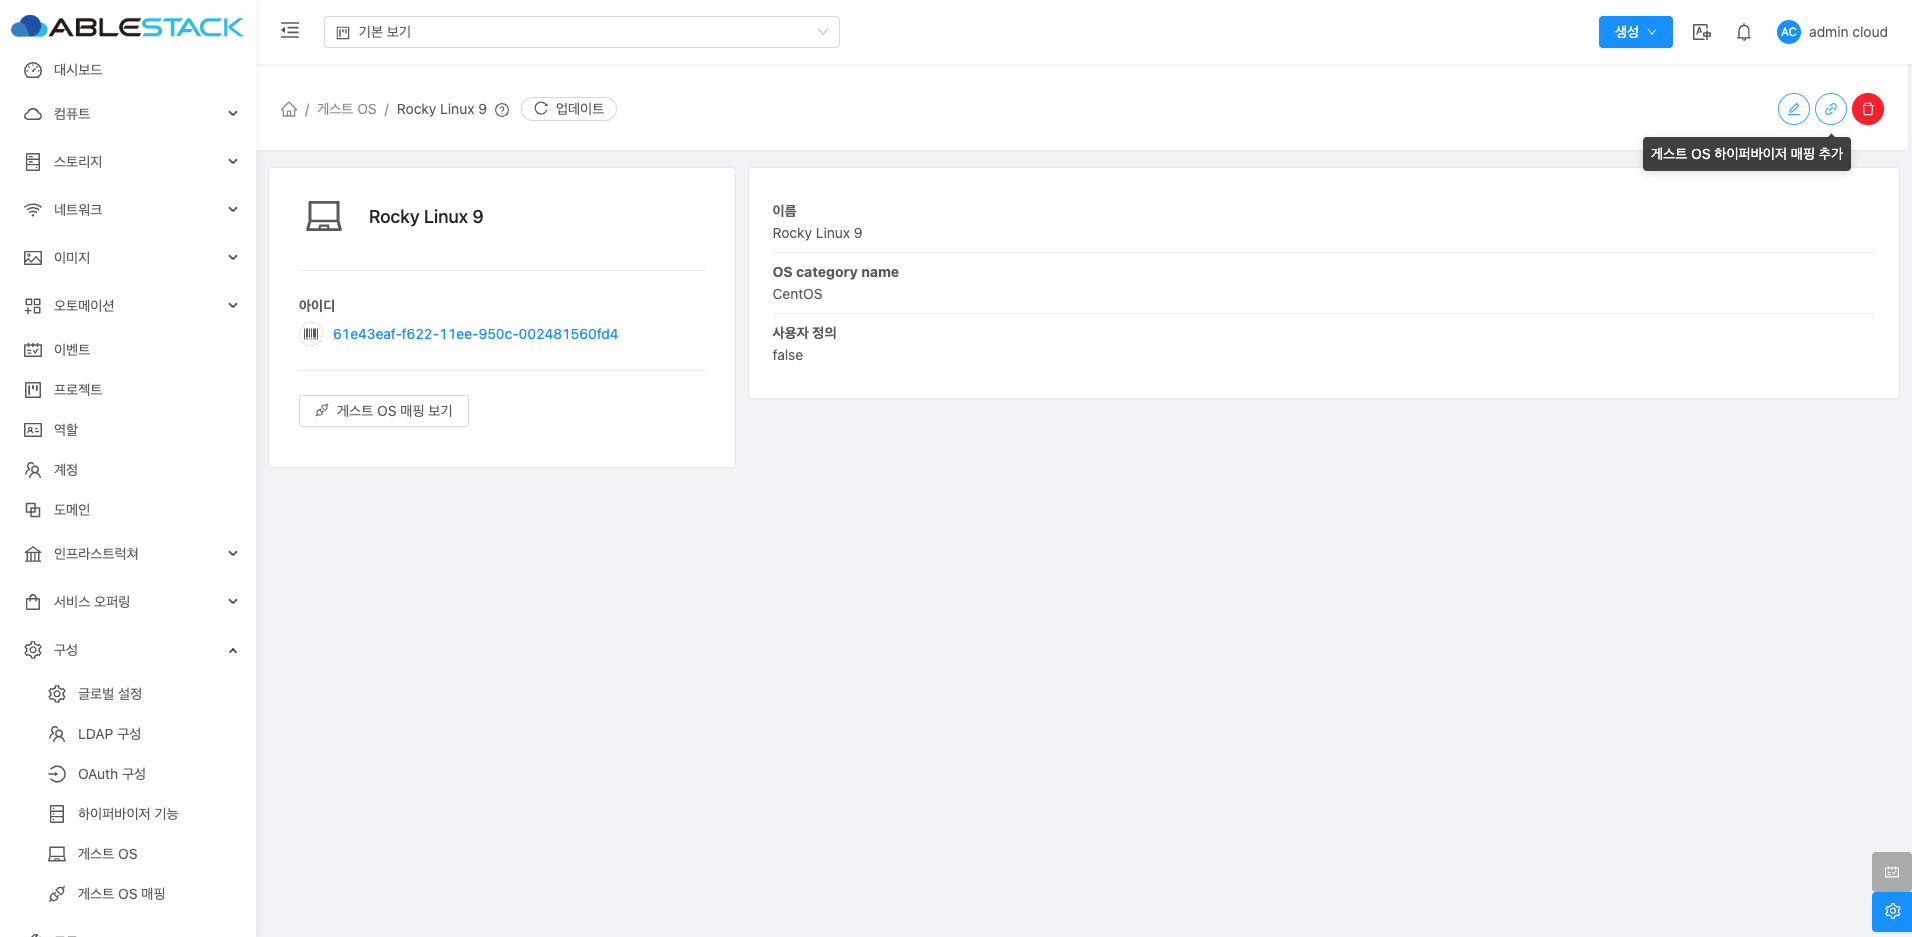 ABLESTACK
기본 보기
생성
AC
admin cloud
대시보드
컴퓨트
스토리지
네트워크
이미지
오토메이션
이벤트
프로젝트
역할
계정
도메인
인프라스트럭쳐
서비스 오퍼링
구성
글로벌 설정
LDAP 구성
OAuth 구성
하이퍼바이저 기능
게스트 OS
게스트 OS 매핑
/ 게스트 OS / Rocky Linux 9
업데이트
게스트 OS 하이퍼바이저 매핑 추가
Rocky Linux 9
아이디
61e43eaf-f622-11ee-950c-002481560fd4
게스트 OS 매핑 보기
이름
Rocky Linux 9
OS category name
CentOS
사용자 정의
false